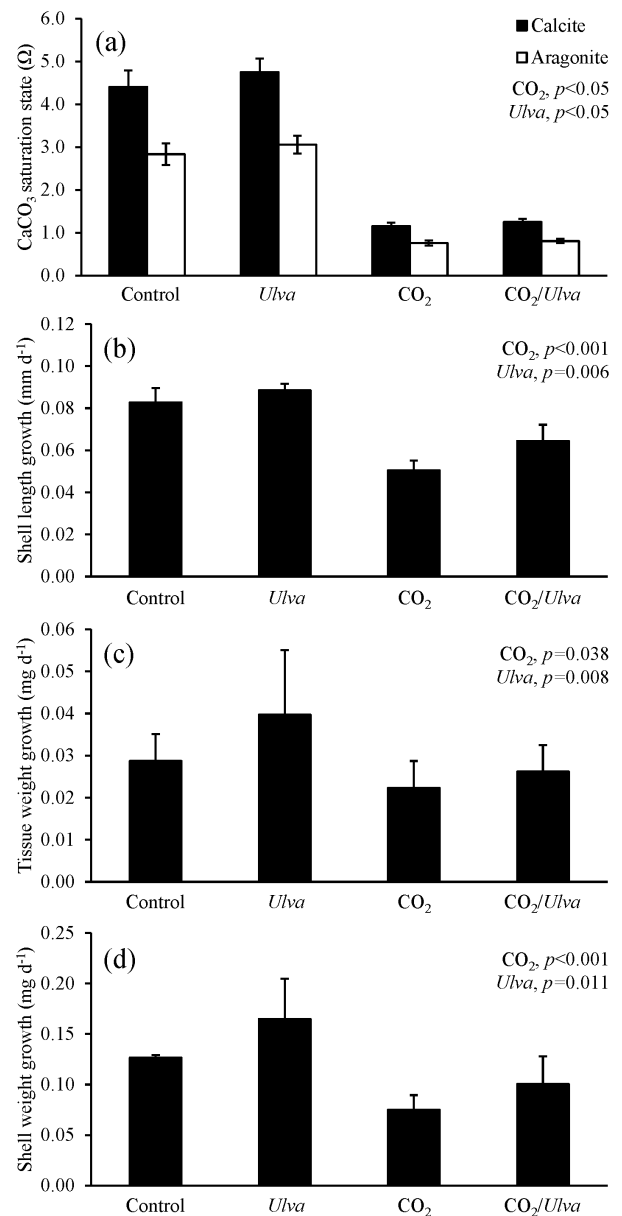 (a)
Calcite
Aragonite
CO₂, p<0.05
Ulva, p<0.05
CaCO₃ saturation state (Ω)
6.0
5.0
4.0
3.0
2.0
1.0
0.0
Control Ulva CO₂ CO₂/Ulva
(b)
CO₂, p<0.001
Ulva, p=0.006
Shell length growth (mm d⁻¹)
0.12
0.10
0.08
0.06
0.04
0.02
0.00
Control Ulva CO₂ CO₂/Ulva
(c)
CO₂, p=0.038
Ulva, p=0.008
Tissue weight growth (mg d⁻¹)
0.06
0.05
0.04
0.03
0.02
0.01
0.00
Control Ulva CO₂ CO₂/Ulva
(d)
CO₂, p<0.001
Ulva, p=0.011
Shell weight growth (mg d⁻¹)
0.25
0.20
0.15
0.10
0.05
0.00
Control Ulva CO₂ CO₂/Ulva